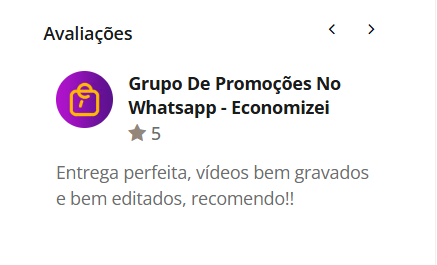 Avaliações
Grupo De Promoções No
Whatsapp - Economizei
5
Entrega perfeita, vídeos bem gravados
e bem editados, recomendo!!